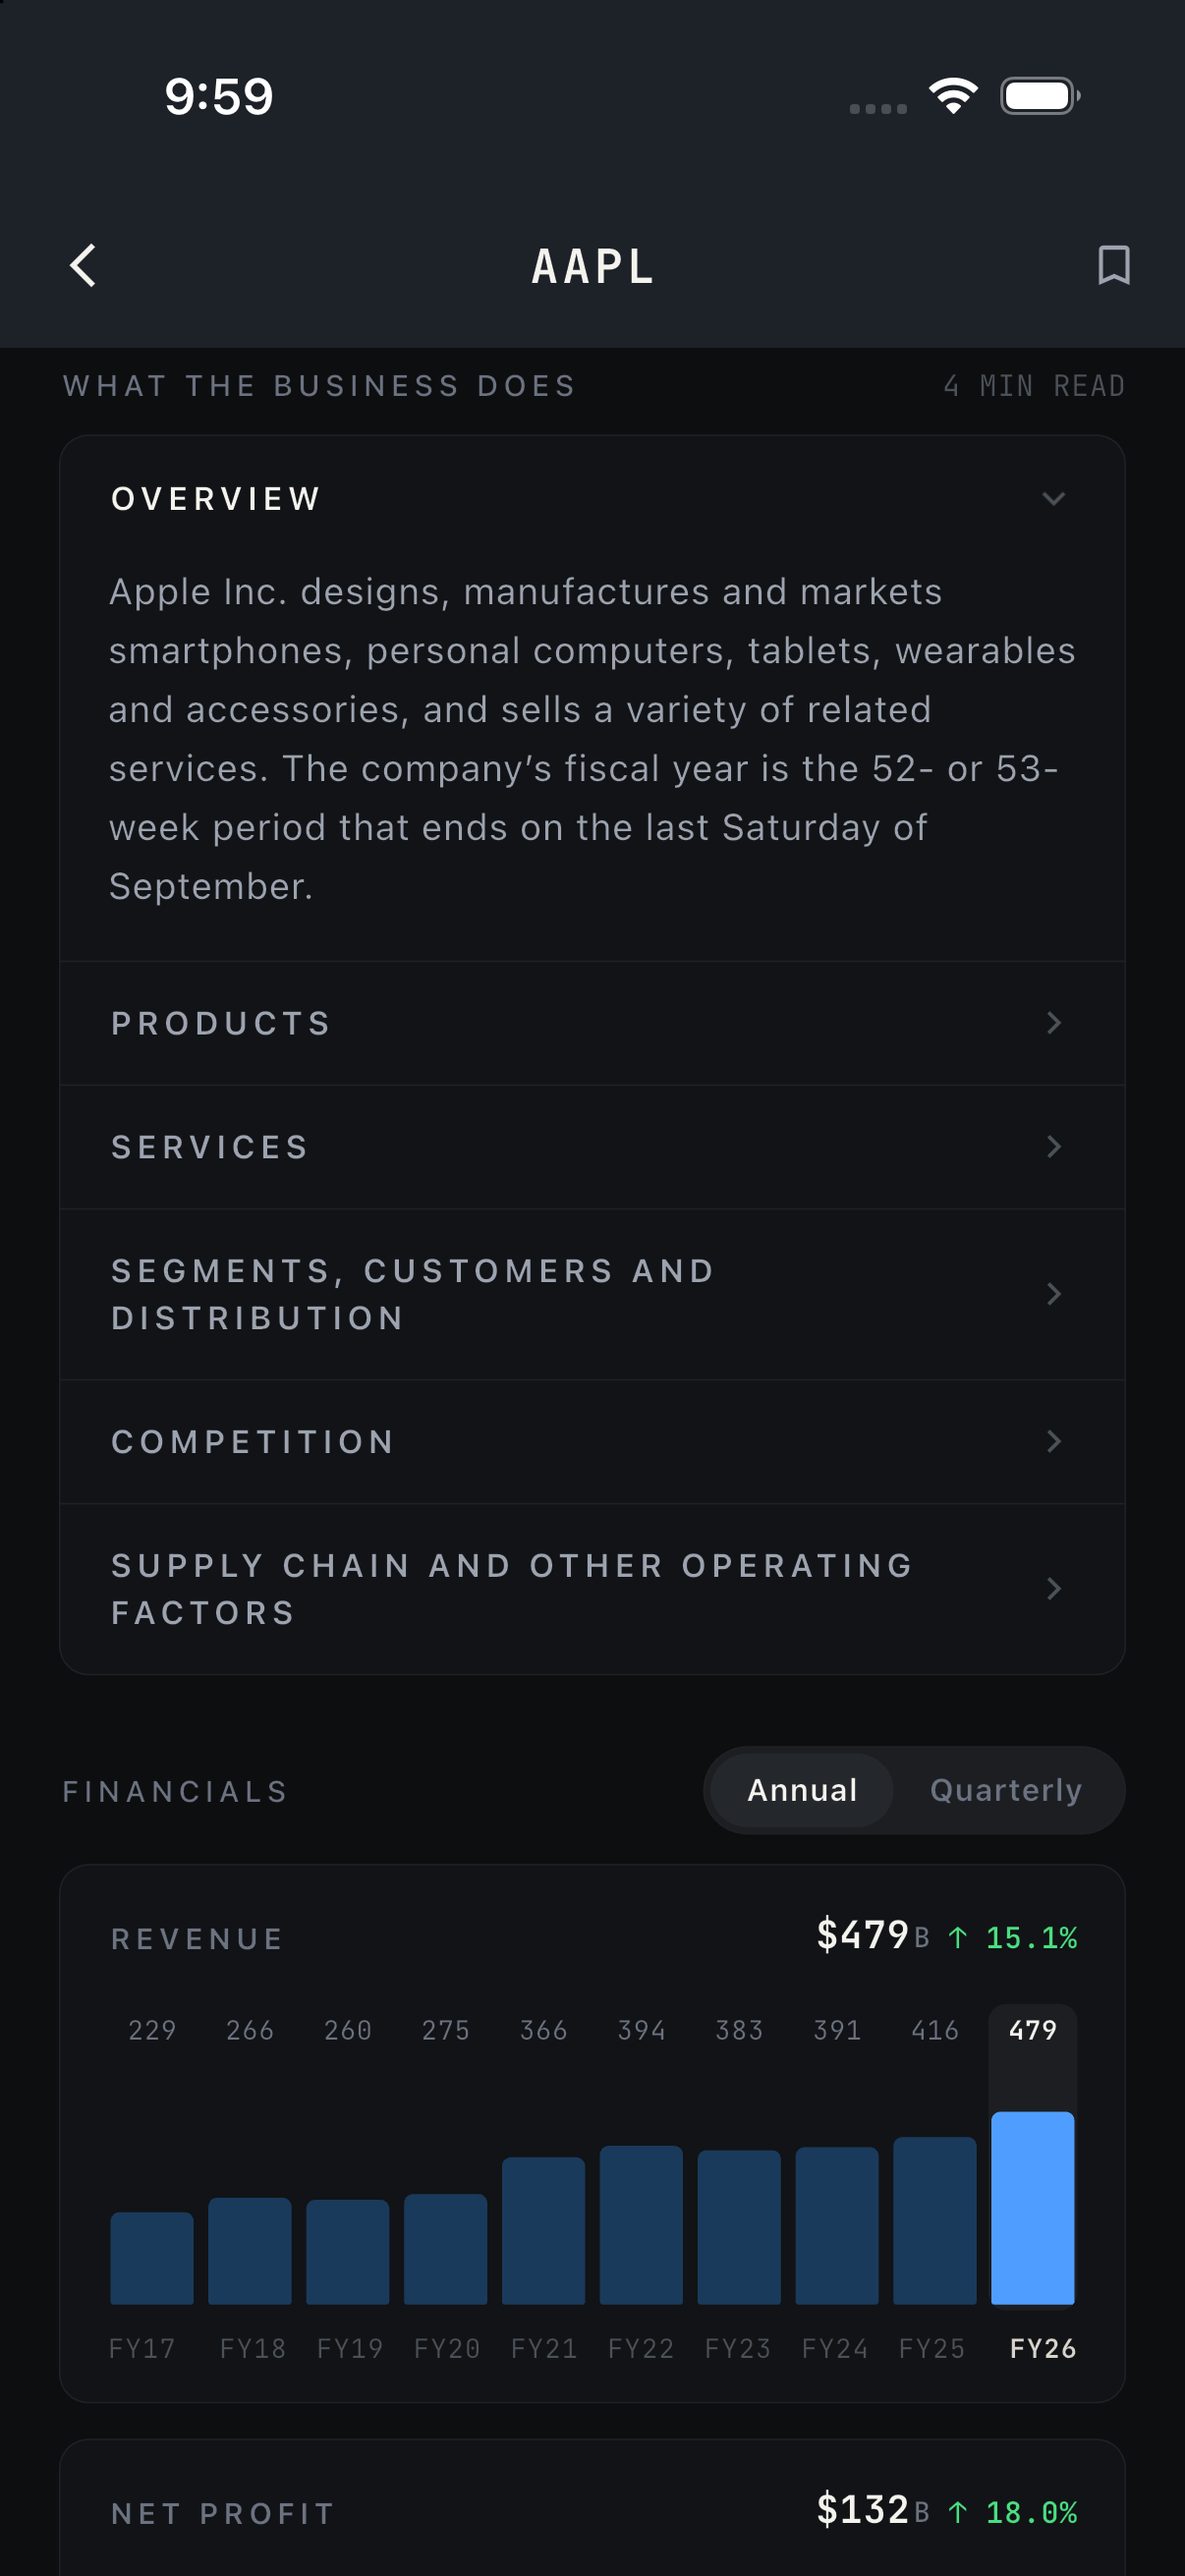 9:59
AAPL
WHAT THE BUSINESS DOES 4 MIN READ
OVERVIEW
Apple Inc. designs, manufactures and markets
smartphones, personal computers, tablets, wearables
and accessories, and sells a variety of related
services. The company’s fiscal year is the 52- or 53-
week period that ends on the last Saturday of
September.
PRODUCTS
SERVICES
SEGMENTS, CUSTOMERS AND
DISTRIBUTION
COMPETITION
SUPPLY CHAIN AND OTHER OPERATING
FACTORS
FINANCIALS Annual Quarterly
REVENUE $479B ↑ 15.1%
229 266 260 275 366 394 383 391 416 479
FY17 FY18 FY19 FY20 FY21 FY22 FY23 FY24 FY25 FY26
NET PROFIT $132B ↑ 18.0%